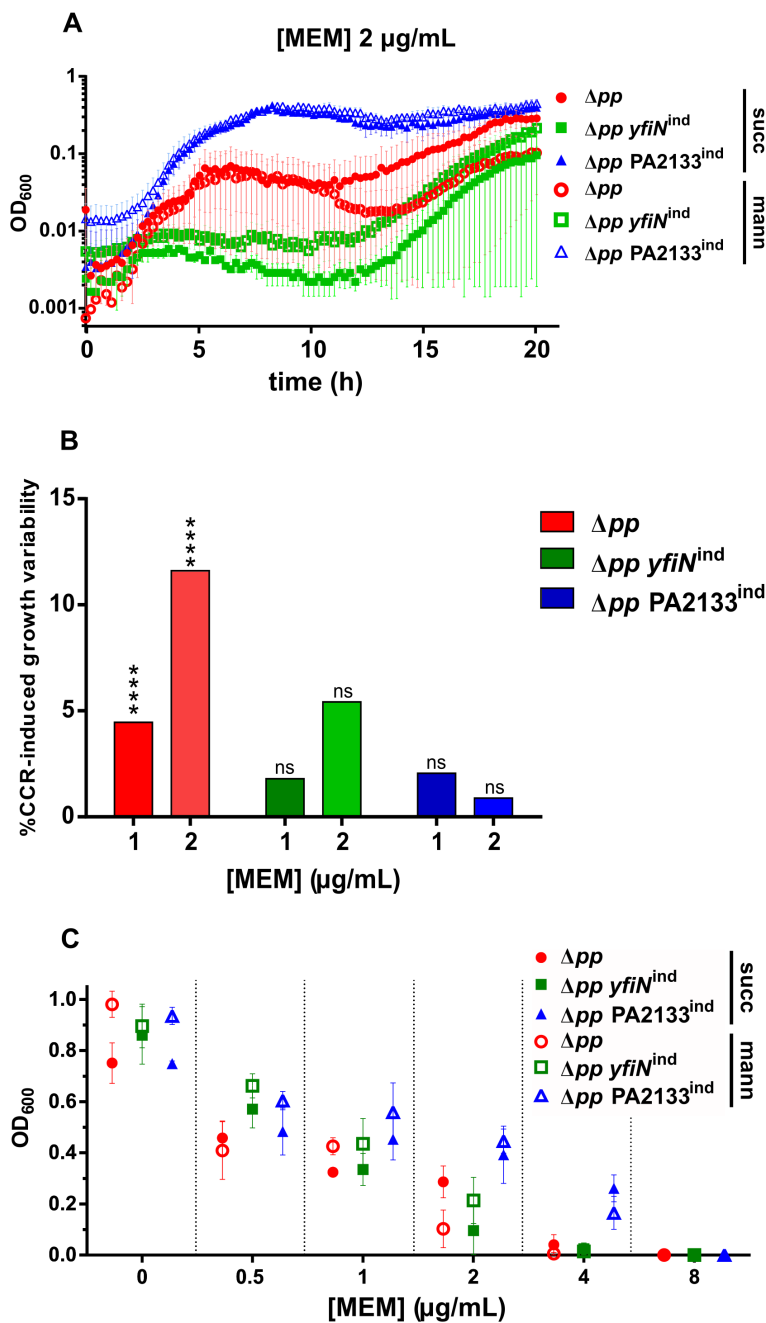 A
[MEM] 2 µg/mL
OD600
1
0.1
0.01
0.001
0 5 10 15 20
time (h)
Δpp
Δpp yfiNind
Δpp PA2133ind
succ
Δpp
Δpp yfiNind
Δpp PA2133ind
mann
B
%CCR-induced growth variability
15
10
5
0
****
****
ns
ns
ns
ns
1 2 1 2 1 2
[MEM] (µg/mL)
Δpp
Δpp yfiNind
Δpp PA2133ind
C
OD600
1.0
0.8
0.6
0.4
0.2
0.0
0 0.5 1 2 4 8
[MEM] (µg/mL)
Δpp
Δpp yfiNind
Δpp PA2133ind
succ
Δpp
Δpp yfiNind
Δpp PA2133ind
mann